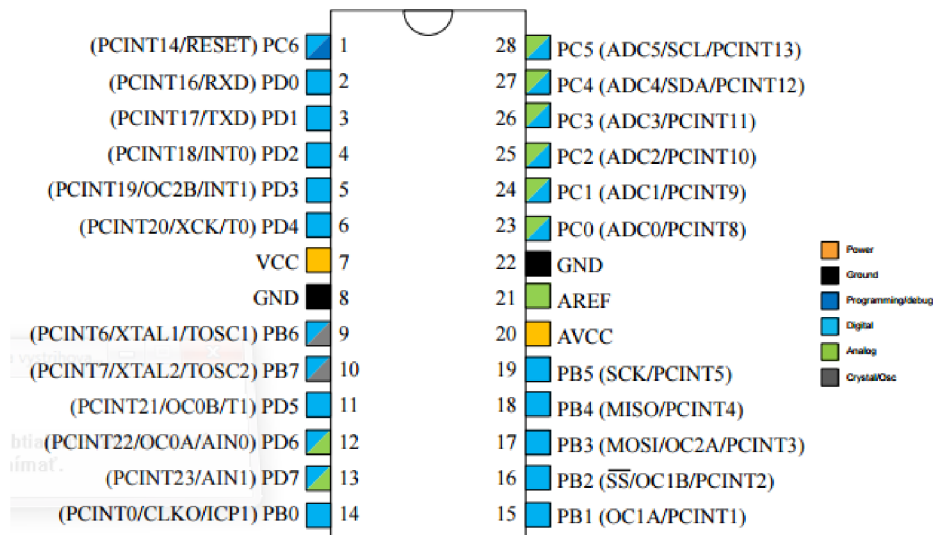 (PCINT14/RESET) PC6 1
(PCINT16/RXD) PD0 2
(PCINT17/TXD) PD1 3
(PCINT18/INT0) PD2 4
(PCINT19/OC2B/INT1) PD3 5
(PCINT20/XCK/T0) PD4 6
VCC 7
GND 8
(PCINT6/XTAL1/TOSC1) PB6 9
(PCINT7/XTAL2/TOSC2) PB7 10
(PCINT21/OC0B/T1) PD5 11
(PCINT22/OC0A/AIN0) PD6 12
(PCINT23/AIN1) PD7 13
(PCINT0/CLKO/ICP1) PB0 14
28 PC5 (ADC5/SCL/PCINT13)
27 PC4 (ADC4/SDA/PCINT12)
26 PC3 (ADC3/PCINT11)
25 PC2 (ADC2/PCINT10)
24 PC1 (ADC1/PCINT9)
23 PC0 (ADC0/PCINT8)
22 GND
21 AREF
20 AVCC
19 PB5 (SCK/PCINT5)
18 PB4 (MISO/PCINT4)
17 PB3 (MOSI/OC2A/PCINT3)
16 PB2 (SS/OC1B/PCINT2)
15 PB1 (OC1A/PCINT1)
Power
Ground
Programming/debug
Digital
Analog
Crystal/Osc